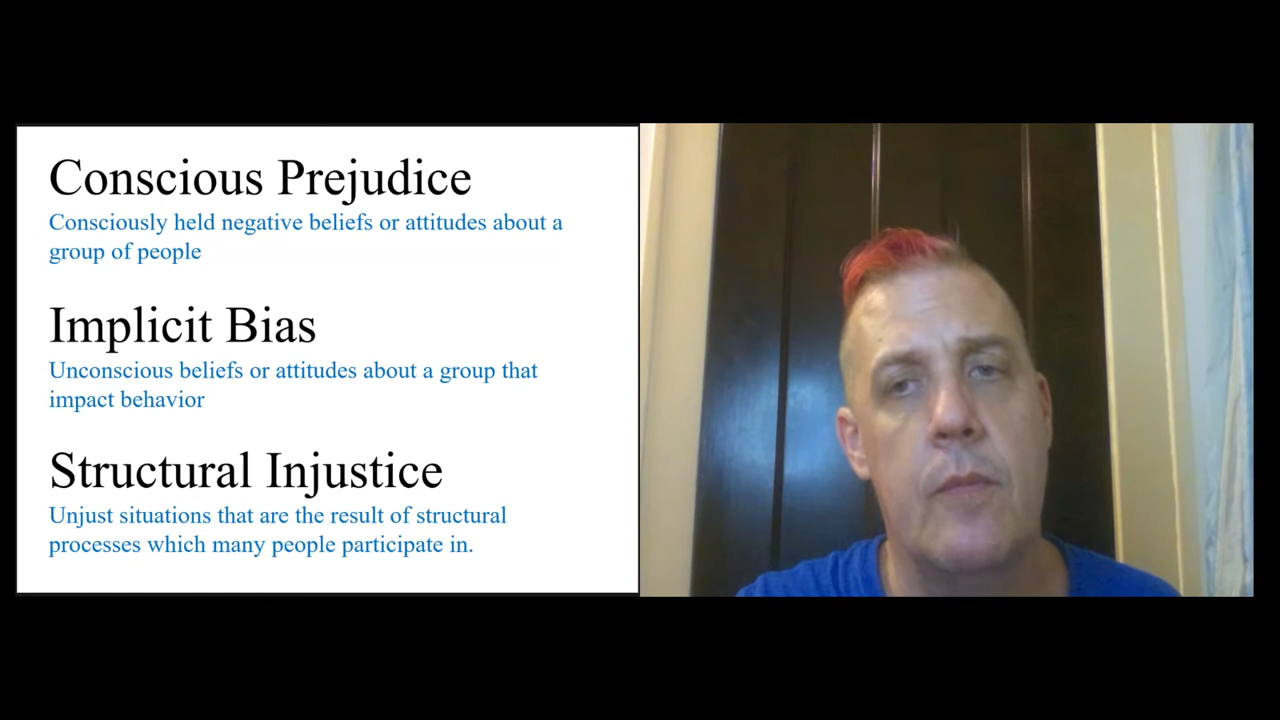 Conscious Prejudice
Consciously held negative beliefs or attitudes about a
group of people
Implicit Bias
Unconscious beliefs or attitudes about a group that
impact behavior
Structural Injustice
Unjust situations that are the result of structural
processes which many people participate in.